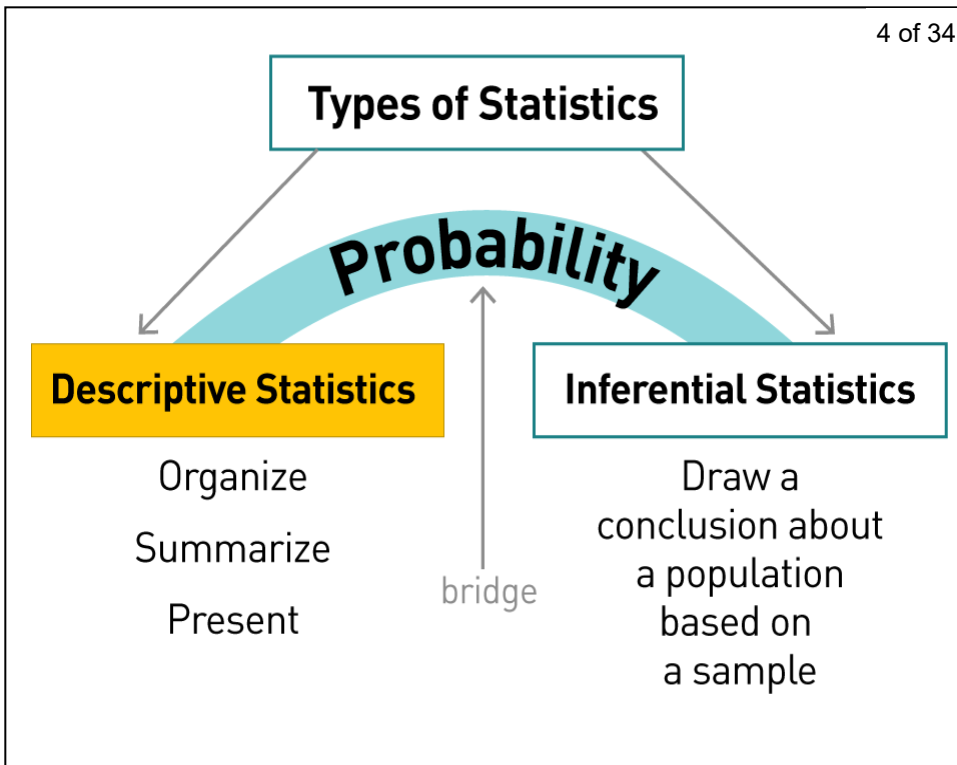 4 of 34
Types of Statistics
Probability
Descriptive Statistics
Organize
Summarize
Present
bridge
Inferential Statistics
Draw a
conclusion about
a population
based on
a sample